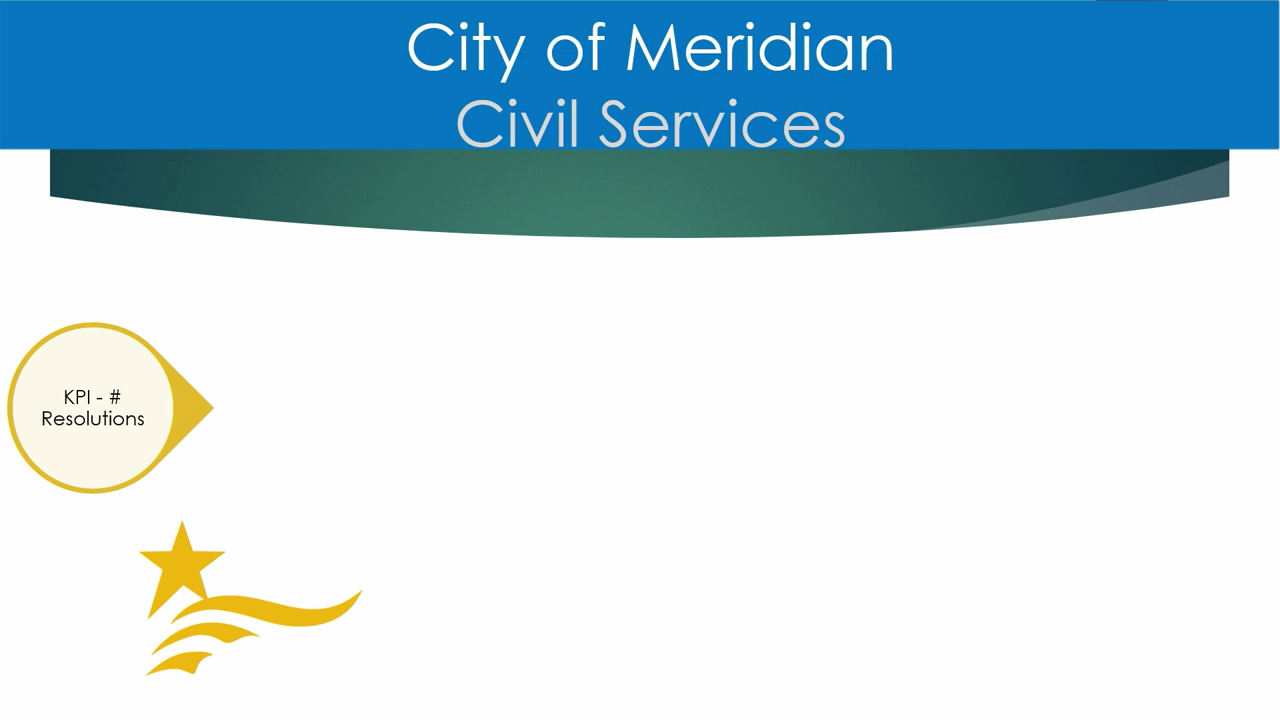 City of Meridian
Civil Services
KPI - #
Resolutions